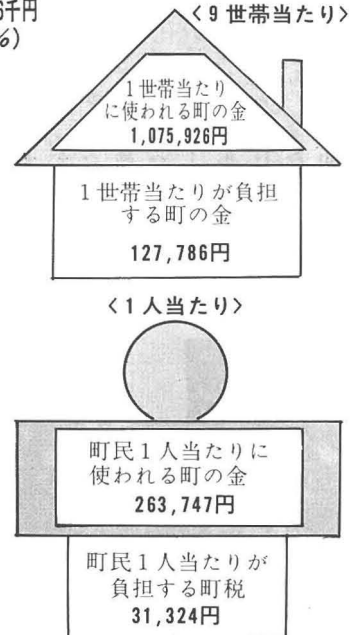 6千円
%)
〈9世帯当たり〉
1世帯当たり
に使われる町の金
1,075,926円
1世帯当たりが負担
する町の金
127,786円
〈1人当たり〉
町民1人当たりに
使われる町の金
263,747円
町民1人当たりが
負担する町税
31,324円